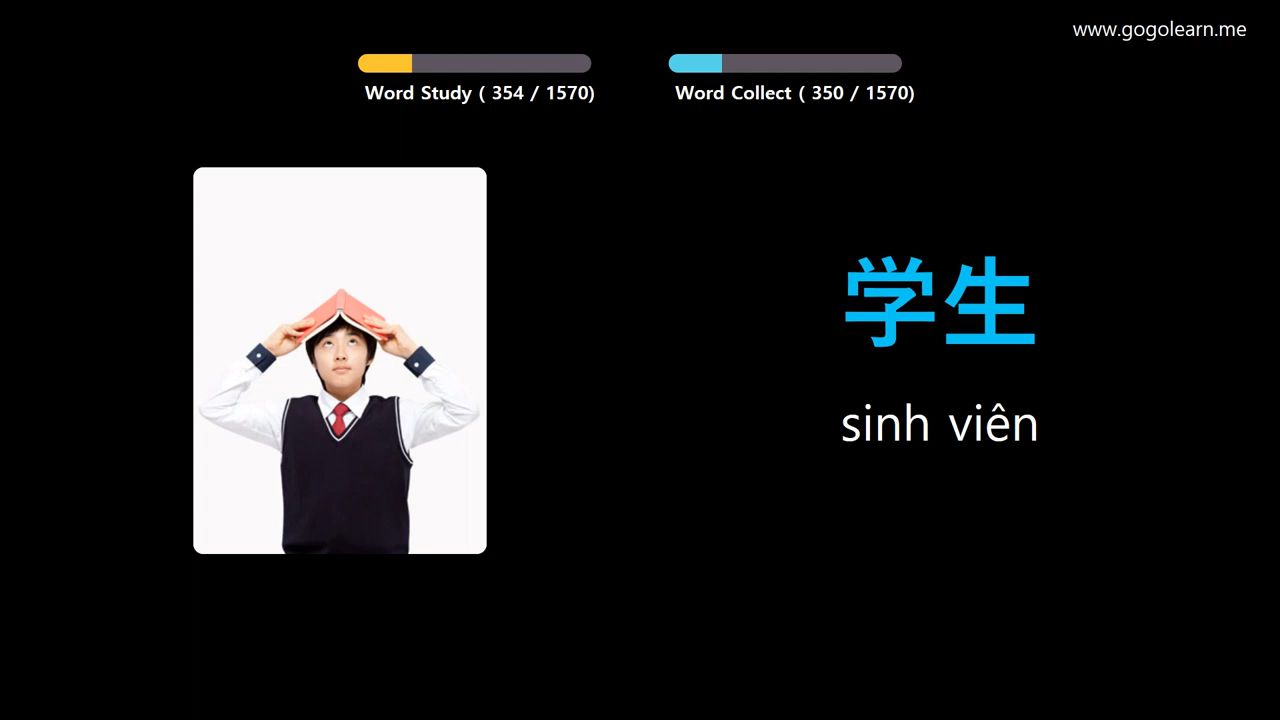 www.gogolearn.me
Word Study ( 354 / 1570)
Word Collect ( 350 / 1570)
学生
sinh viên